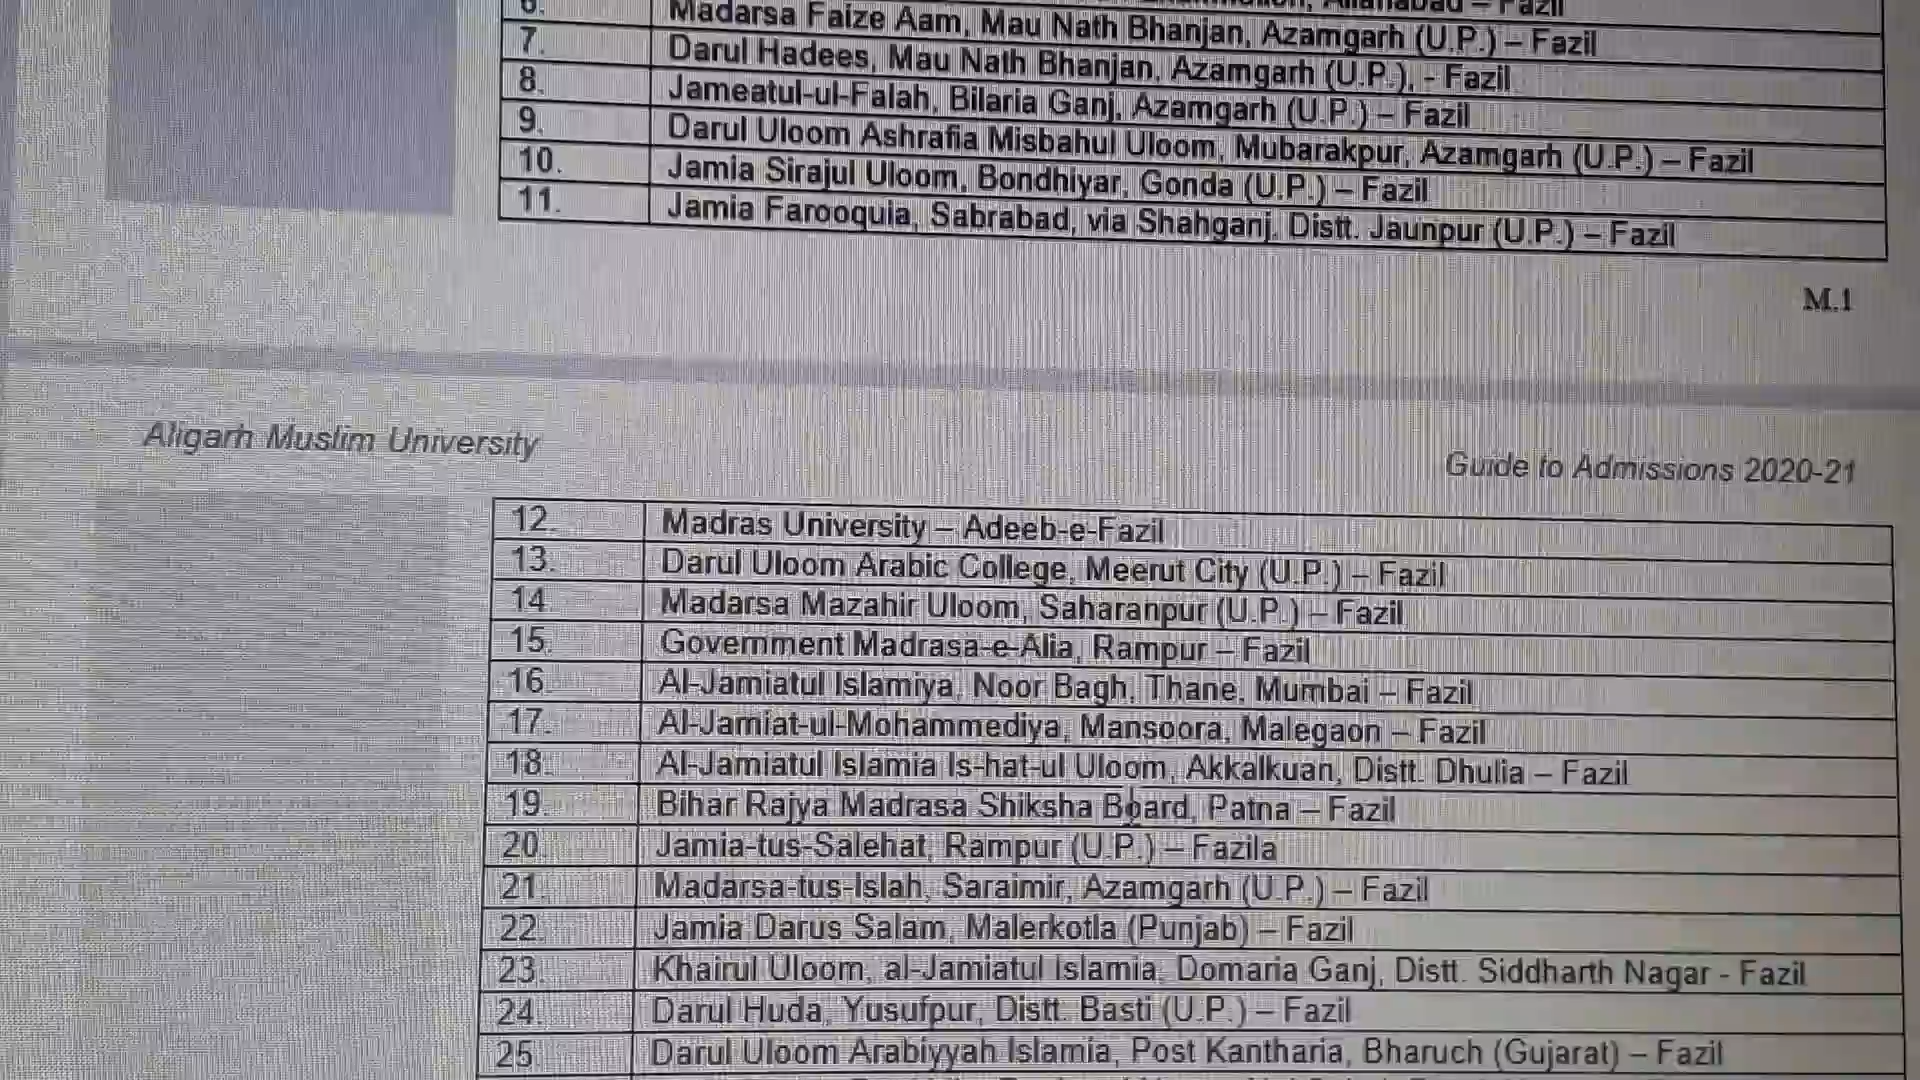 Allahabad – Fazil
6. Madarsa Faize Aam, Mau Nath Bhanjan, Azamgarh (U.P.) – Fazil
7. Darul Hadees, Mau Nath Bhanjan, Azamgarh (U.P.), - Fazil
8. Jameatul-ul-Falah, Bilaria Ganj, Azamgarh (U.P.) – Fazil
9. Darul Uloom Ashrafia Misbahul Uloom, Mubarakpur, Azamgarh (U.P.) – Fazil
10. Jamia Sirajul Uloom, Bondhiyar, Gonda (U.P.) – Fazil
11. Jamia Farooquia, Sabrabad, via Shahganj, Distt. Jaunpur (U.P.) – Fazil
M.1
Aligarh Muslim University
Guide to Admissions 2020-21
12. Madras University – Adeeb-e-Fazil
13. Darul Uloom Arabic College, Meerut City (U.P.) – Fazil
14. Madarsa Mazahir Uloom, Saharanpur (U.P.) – Fazil
15. Government Madrasa-e-Alia, Rampur – Fazil
16. Al-Jamiatul Islamiya, Noor Bagh, Thane, Mumbai – Fazil
17. Al-Jamiat-ul-Mohammediya, Mansoora, Malegaon – Fazil
18. Al-Jamiatul Islamia Is-hat-ul Uloom, Akkalkuan, Distt. Dhulia – Fazil
19. Bihar Rajya Madrasa Shiksha Board, Patna – Fazil
20. Jamia-tus-Salehat, Rampur (U.P.) – Fazila
21. Madarsa-tus-Islah, Saraimir, Azamgarh (U.P.) – Fazil
22. Jamia Darus Salam, Malerkotla (Punjab) – Fazil
23. Khairul Uloom, al-Jamiatul Islamia, Domaria Ganj, Distt. Siddharth Nagar - Fazil
24. Darul Huda, Yusufpur, Distt. Basti (U.P.) – Fazil
25. Darul Uloom Arabiyyah Islamia, Post Kantharia, Bharuch (Gujarat) – Fazil